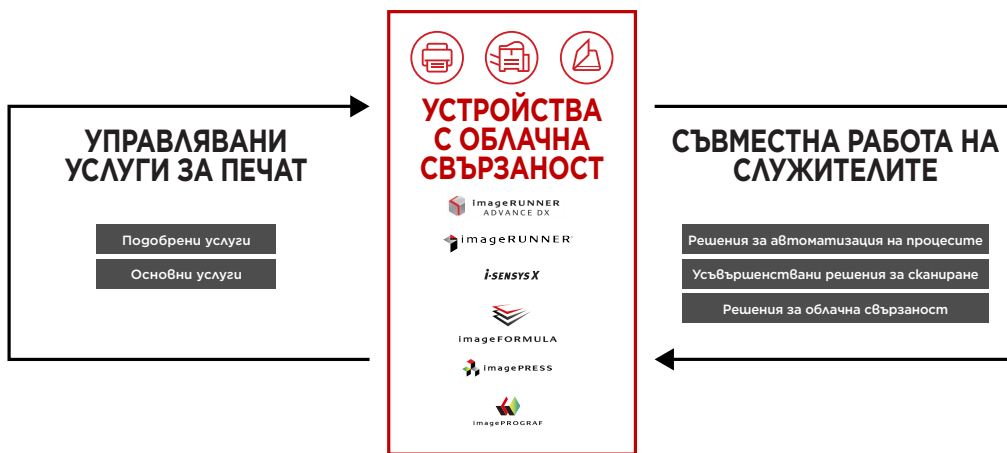 УПРАВЛЯВАНИ
УСЛУГИ ЗА ПЕЧАТ
Подобрени услуги
Основни услуги
УСТРОЙСТВА
С ОБЛАЧНА
СВЪРЗАНОСТ
imageRUNNER
ADVANCE DX
imageRUNNER
i-SENSYS X
imageFORMULA
imagePRESS
imagePROGRAF
СЪВМЕСТНА РАБОТА НА
СЛУЖИТЕЛИТЕ
Решения за автоматизация на процесите
Усъвършенствани решения за сканиране
Решения за облачна свързаност